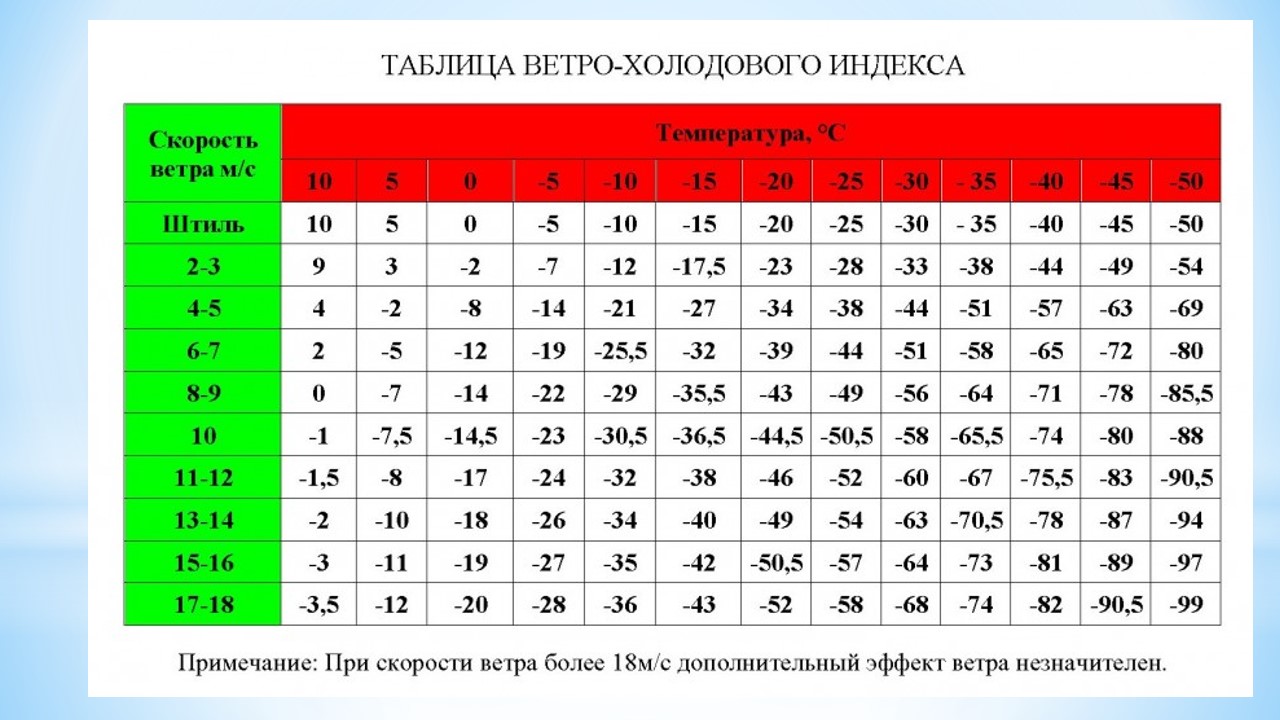 ТАБЛИЦА ВЕТРО-ХОЛОДОВОГО ИНДЕКСА
Скорость ветра м/с Температура, °С
10 5 0 -5 -10 -15 -20 -25 -30 - 35 -40 -45 -50
Штиль 10 5 0 -5 -10 -15 -20 -25 -30 - 35 -40 -45 -50
2-3 9 3 -2 -7 -12 -17,5 -23 -28 -33 -38 -44 -49 -54
4-5 4 -2 -8 -14 -21 -27 -34 -38 -44 -51 -57 -63 -69
6-7 2 -5 -12 -19 -25,5 -32 -39 -44 -51 -58 -65 -72 -80
8-9 0 -7 -14 -22 -29 -35,5 -43 -49 -56 -64 -71 -78 -85,5
10 -1 -7,5 -14,5 -23 -30,5 -36,5 -44,5 -50,5 -58 -65,5 -74 -80 -88
11-12 -1,5 -8 -17 -24 -32 -38 -46 -52 -60 -67 -75,5 -83 -90,5
13-14 -2 -10 -18 -26 -34 -40 -49 -54 -63 -70,5 -78 -87 -94
15-16 -3 -11 -19 -27 -35 -42 -50,5 -57 -64 -73 -81 -89 -97
17-18 -3,5 -12 -20 -28 -36 -43 -52 -58 -68 -74 -82 -90,5 -99
Примечание: При скорости ветра более 18м/с дополнительный эффект ветра незначителен.